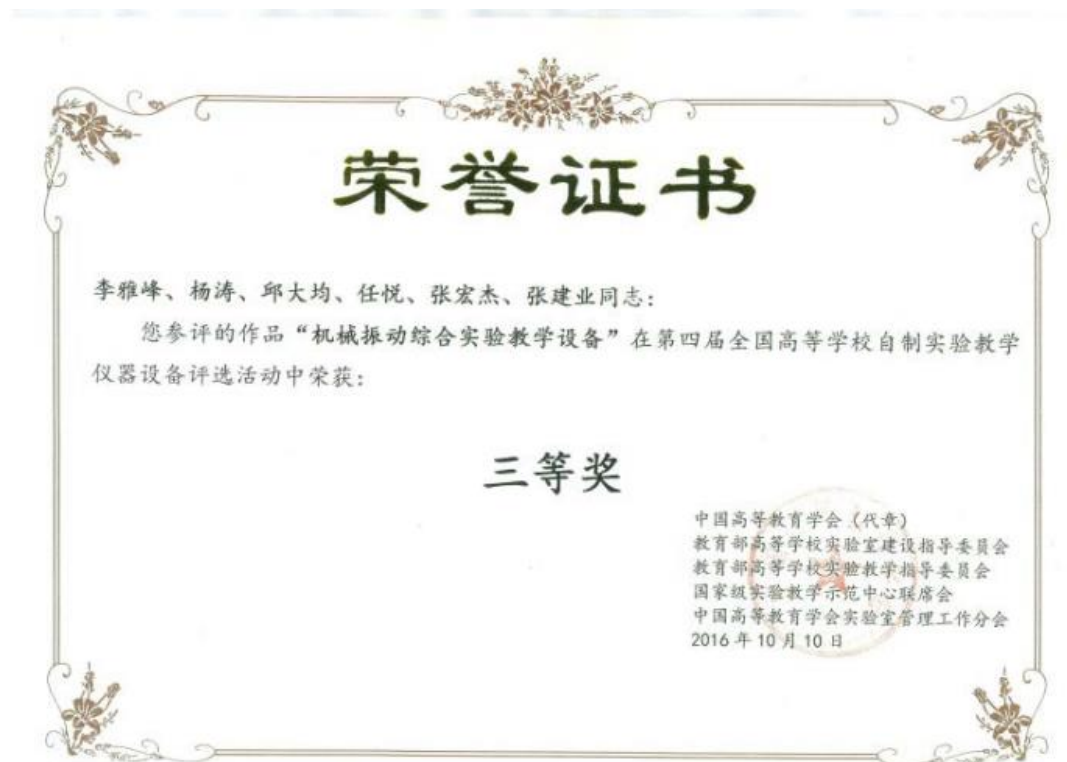 荣誉证书
李雅峰、杨涛、邱大均、任悦、张宏杰、张建业同志：
您参评的作品“机械振动综合实验教学设备”在第四届全国高等学校自制实验教学
仪器设备评选活动中荣获：
三等奖
中国高等教育学会（代章）
教育部高等学校实验室建设指导委员会
教育部高等学校实验教学指导委员会
国家级实验教学示范中心联席会
中国高等教育学会实验室管理工作分会
2016年10月10日